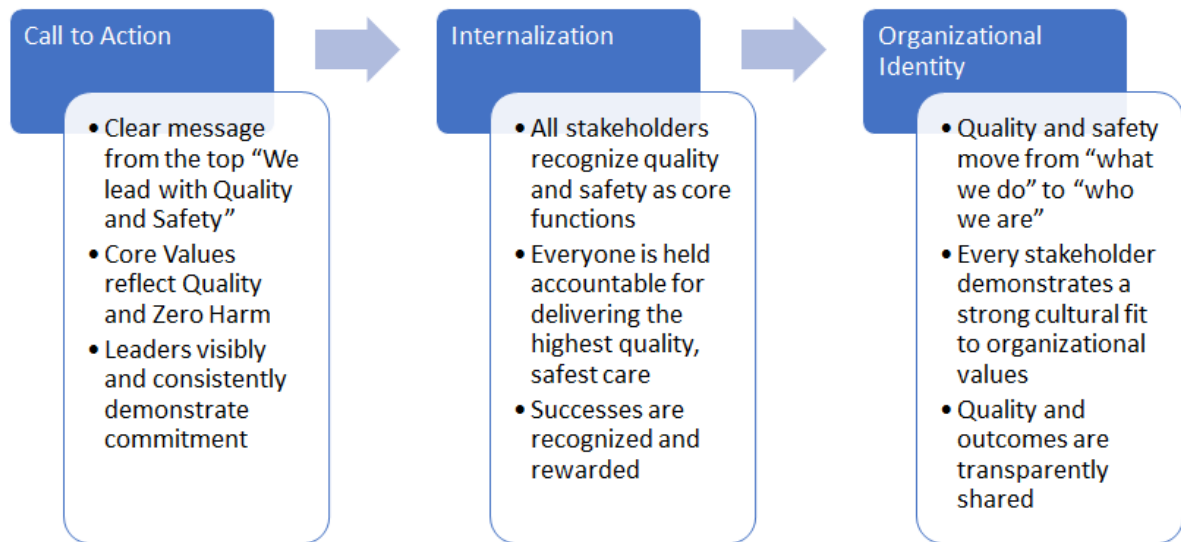 Call to Action
• Clear message
from the top “We
lead with Quality
and Safety”
• Core Values
reflect Quality
and Zero Harm
• Leaders visibly
and consistently
demonstrate
commitment
Internalization
• All stakeholders
recognize quality
and safety as core
functions
• Everyone is held
accountable for
delivering the
highest quality,
safest care
• Successes are
recognized and
rewarded
Organizational
Identity
• Quality and safety
move from “what
we do” to “who
we are”
• Every stakeholder
demonstrates a
strong cultural fit
to organizational
values
• Quality and
outcomes are
transparently
shared